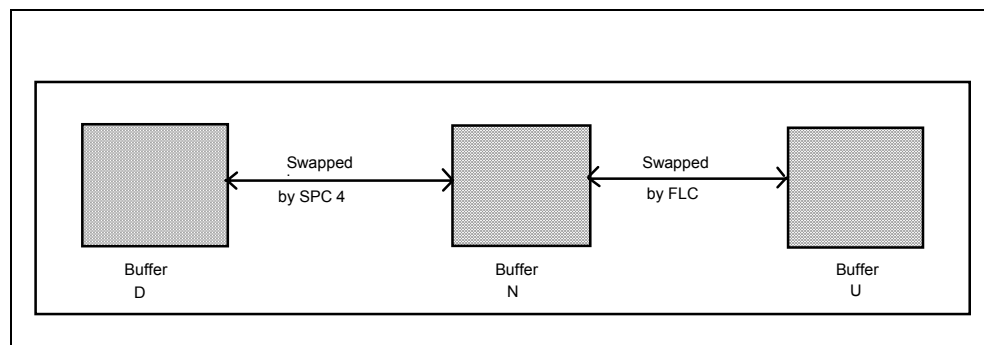 Swapped
by SPC 4
Swapped
by FLC
Buffer
D
Buffer
N
Buffer
U